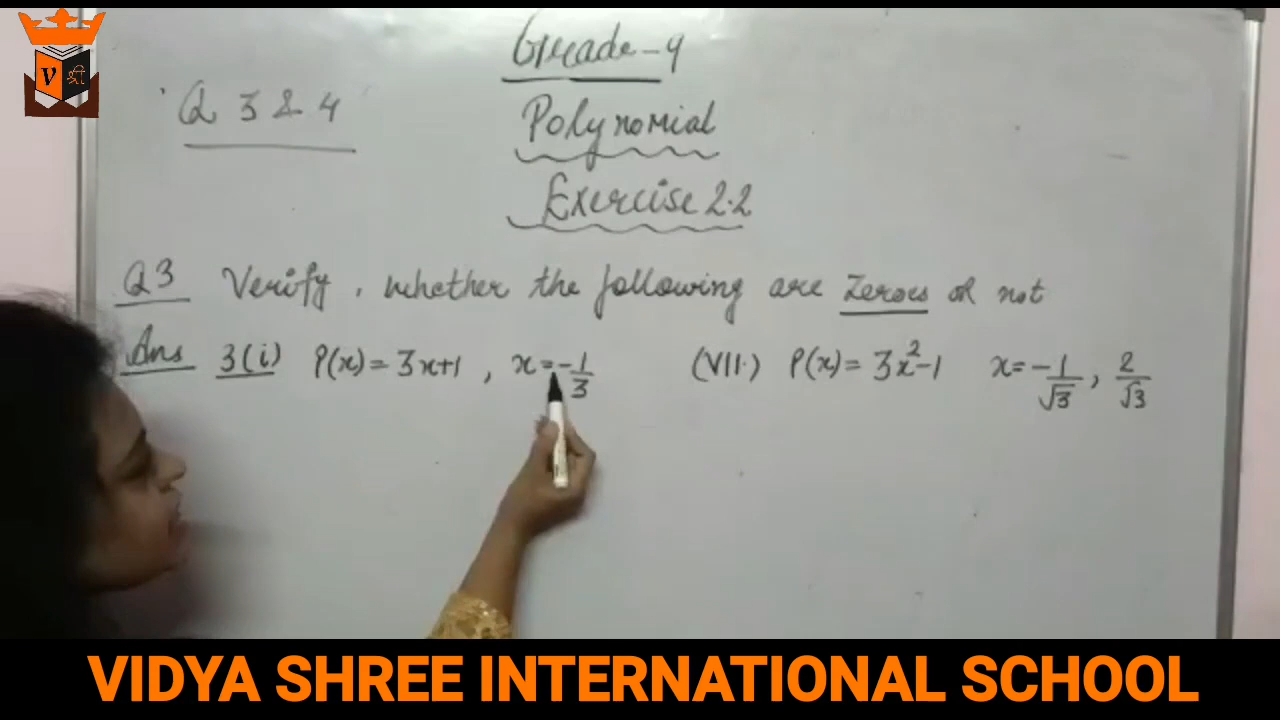 V श्री
Grade-9
Q 3 & 4
Polynomial
Exercise 2.2
Q3 Verify, whether the following are Zeroes or not
Ans 3(i) P(x) = 3x+1, x = -1/3 (VII.) P(x) = 3x²-1 x = -1/√3, 2/√3
VIDYA SHREE INTERNATIONAL SCHOOL